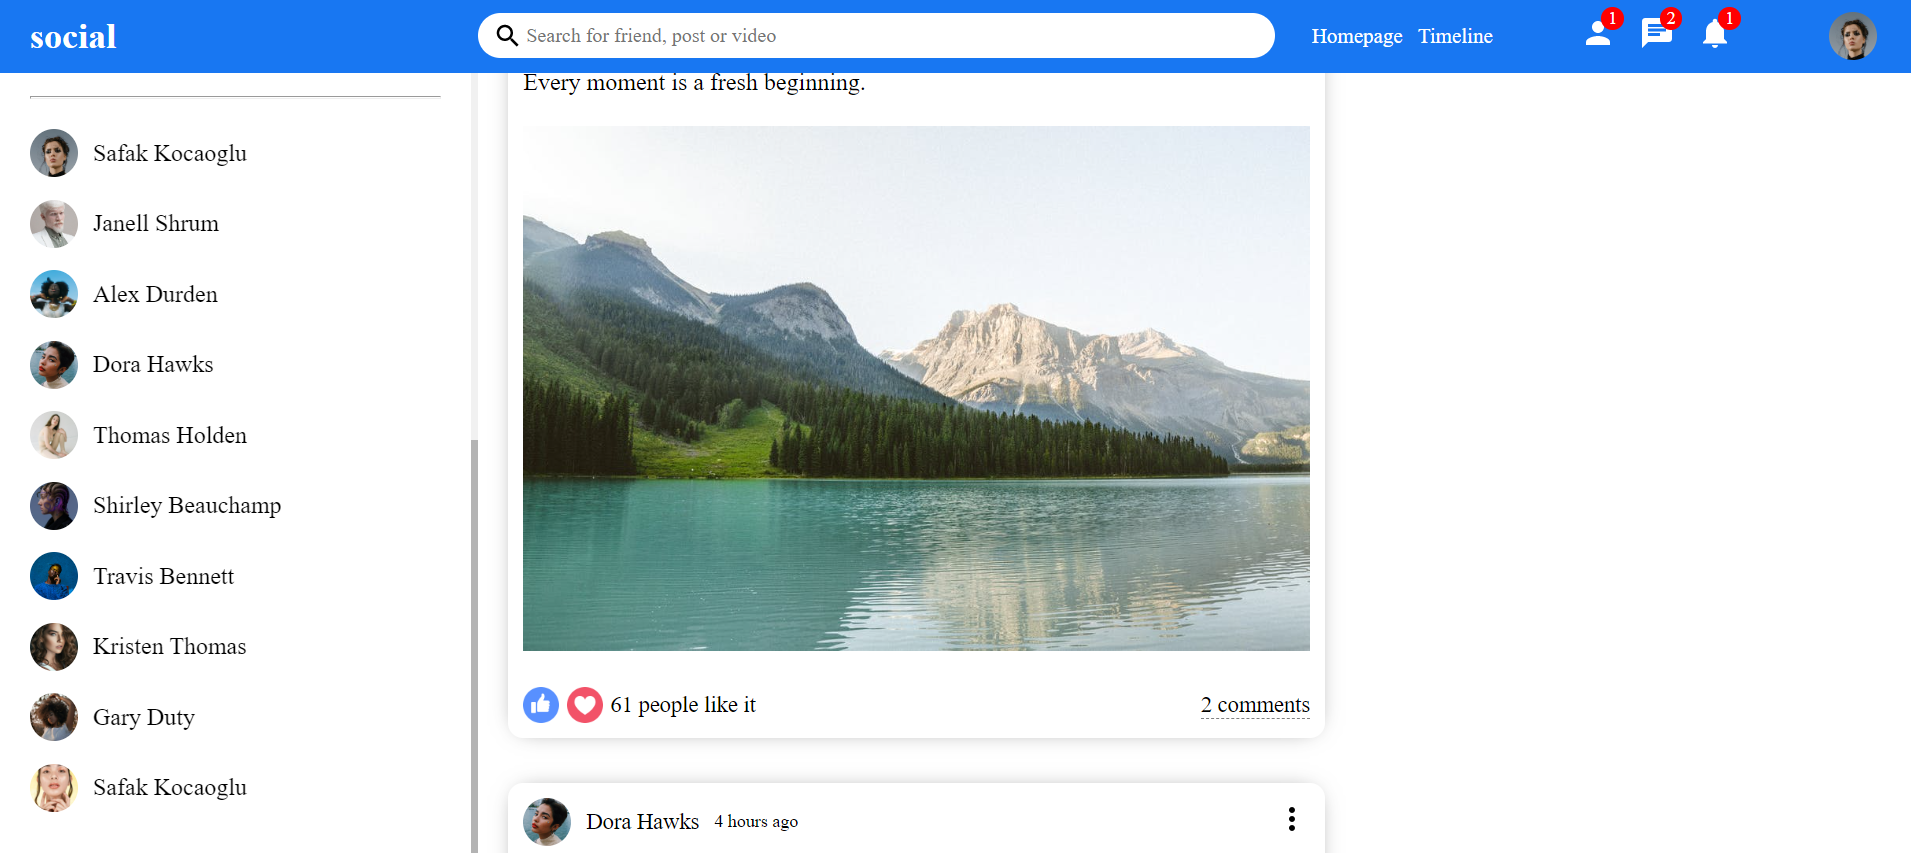 social
Search for friend, post or video
Homepage Timeline
1
2
1
Safak Kocaoglu
Janell Shrum
Alex Durden
Dora Hawks
Thomas Holden
Shirley Beauchamp
Travis Bennett
Kristen Thomas
Gary Duty
Safak Kocaoglu
Every moment is a fresh beginning.
61 people like it
2 comments
Dora Hawks 4 hours ago